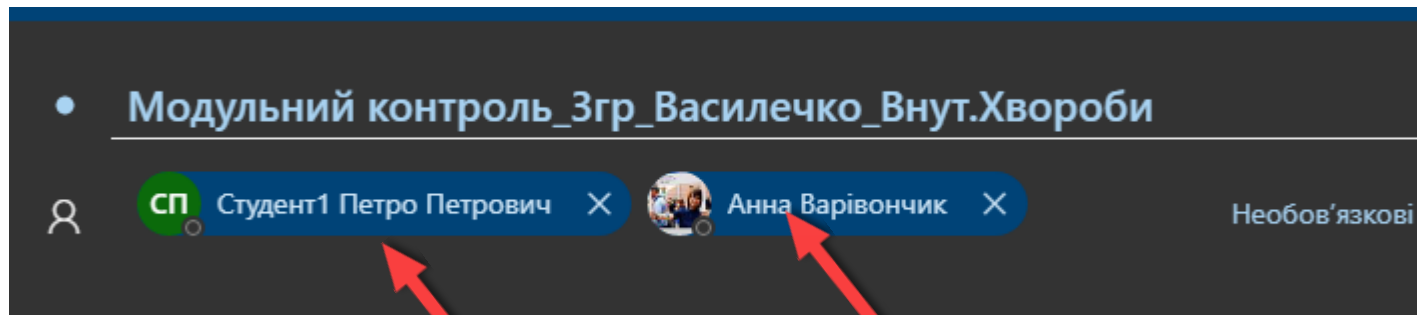 Модульний контроль_3гр_Василечко_Внут.Хвороби
СП Студент1 Петро Петрович Анна Варівончик Необов’язкові